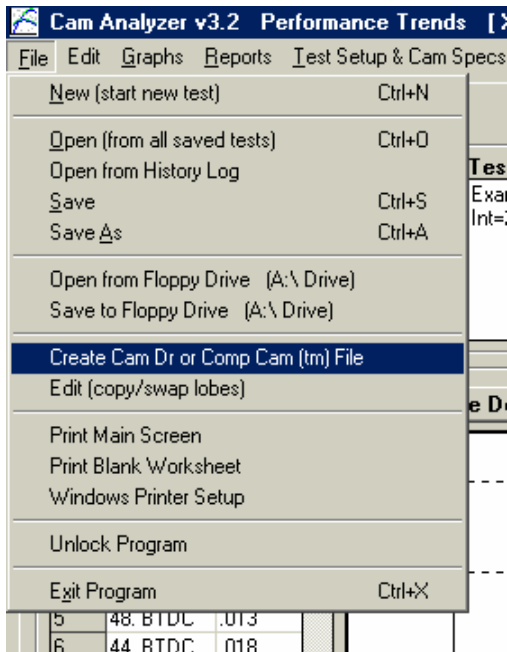 Cam Analyzer v3.2 Performance Trends [
File Edit Graphs Reports Test Setup & Cam Specs
New (start new test) Ctrl+N
Open (from all saved tests) Ctrl+O
Open from History Log
Save Ctrl+S
Save As Ctrl+A
Open from Floppy Drive (A:\ Drive)
Save to Floppy Drive (A:\ Drive)
Create Cam Dr or Comp Cam (tm) File
Edit (copy/swap lobes)
Print Main Screen
Print Blank Worksheet
Windows Printer Setup
Unlock Program
Exit Program Ctrl+X
Tes
Exa
Int=
e D
5 48. BTDC .013
6 44. BTDC .018